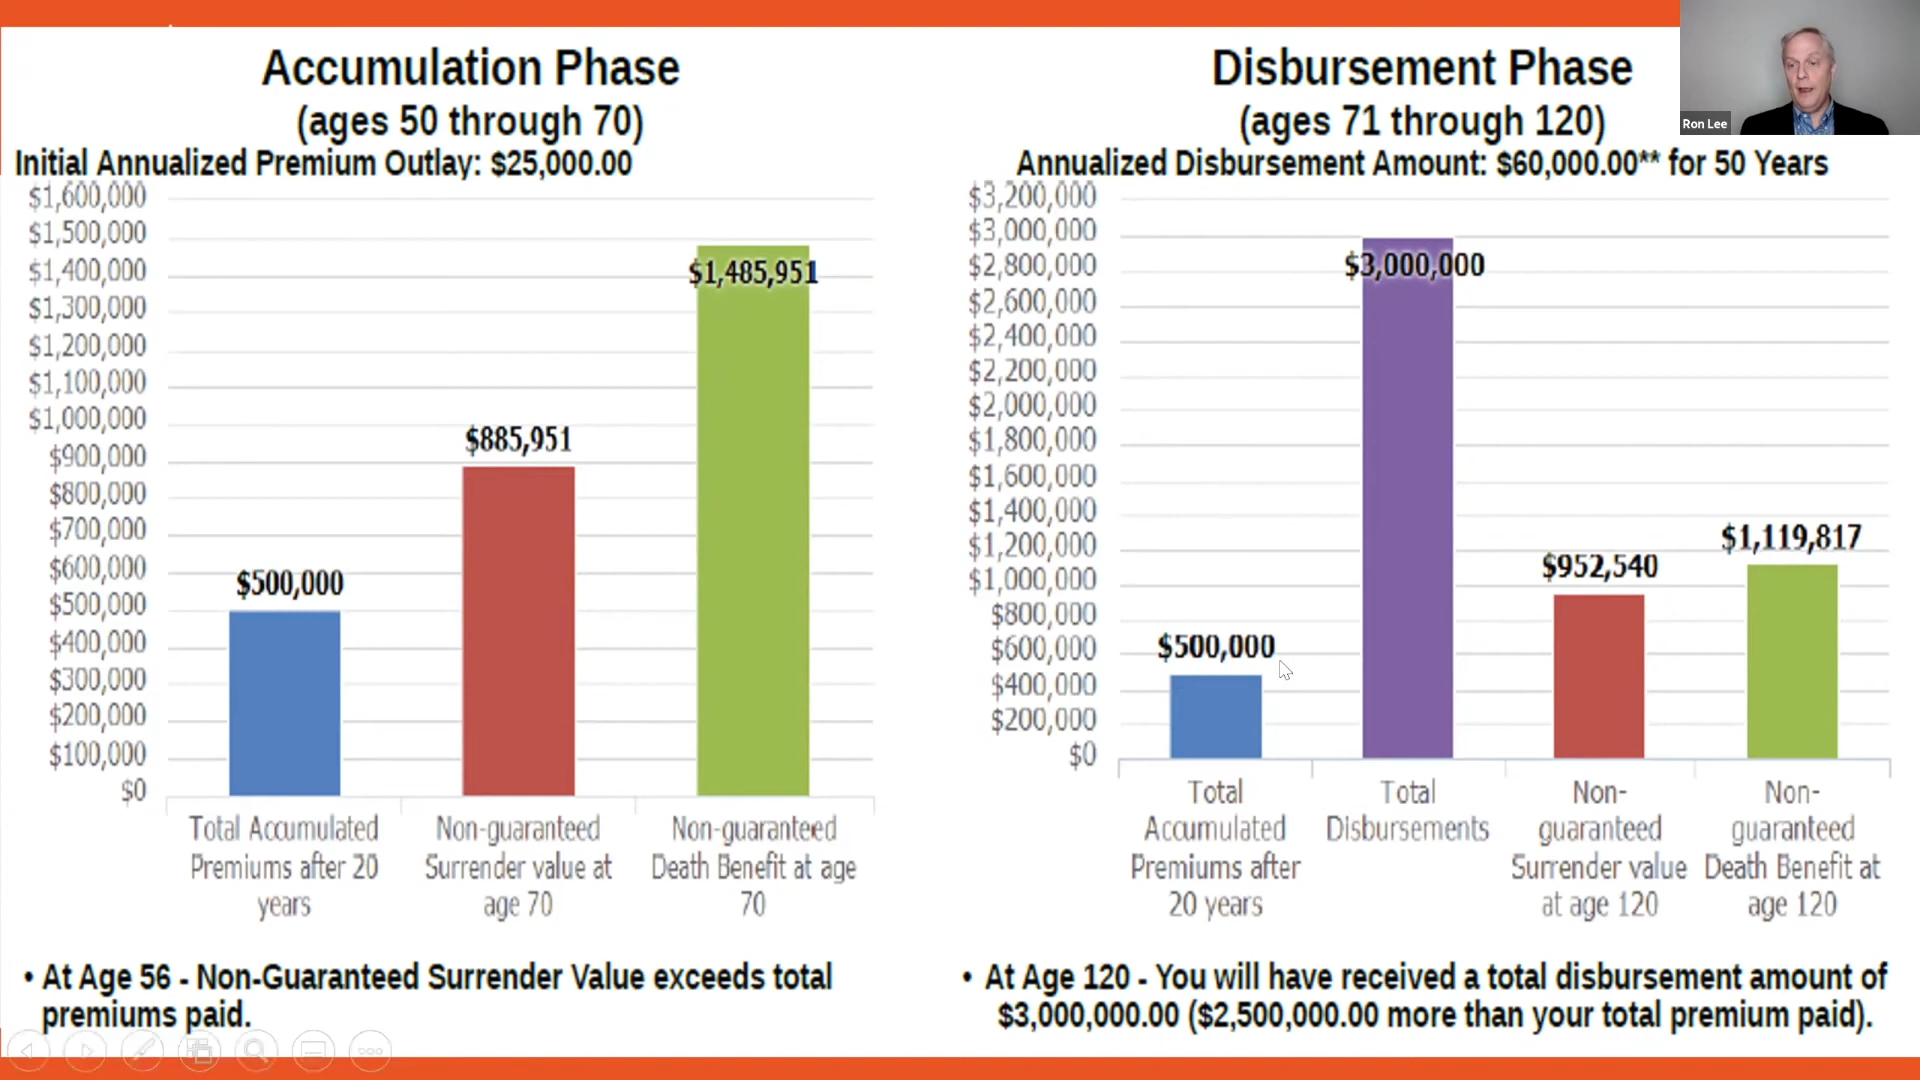 Accumulation Phase
(ages 50 through 70)
Initial Annualized Premium Outlay: $25,000.00
$1,600,000
$1,500,000
$1,400,000
$1,300,000
$1,200,000
$1,100,000
$1,000,000
$900,000
$800,000
$700,000
$600,000
$500,000
$400,000
$300,000
$200,000
$100,000
$0
$500,000
$885,951
$1,485,951
Total Accumulated
Premiums after 20
years
Non-guaranteed
Surrender value at
age 70
Non-guaranteed
Death Benefit at age
70
• At Age 56 - Non-Guaranteed Surrender Value exceeds total
premiums paid.
Disbursement Phase
(ages 71 through 120)
Annualized Disbursement Amount: $60,000.00** for 50 Years
$3,200,000
$3,000,000
$2,800,000
$2,600,000
$2,400,000
$2,200,000
$2,000,000
$1,800,000
$1,600,000
$1,400,000
$1,200,000
$1,000,000
$800,000
$600,000
$400,000
$200,000
$0
$500,000
$3,000,000
$952,540
$1,119,817
Total
Accumulated
Premiums after
20 years
Total
Disbursements
Non-
guaranteed
Surrender value
at age 120
Non-
guaranteed
Death Benefit at
age 120
• At Age 120 - You will have received a total disbursement amount of
$3,000,000.00 ($2,500,000.00 more than your total premium paid).
Ron Lee